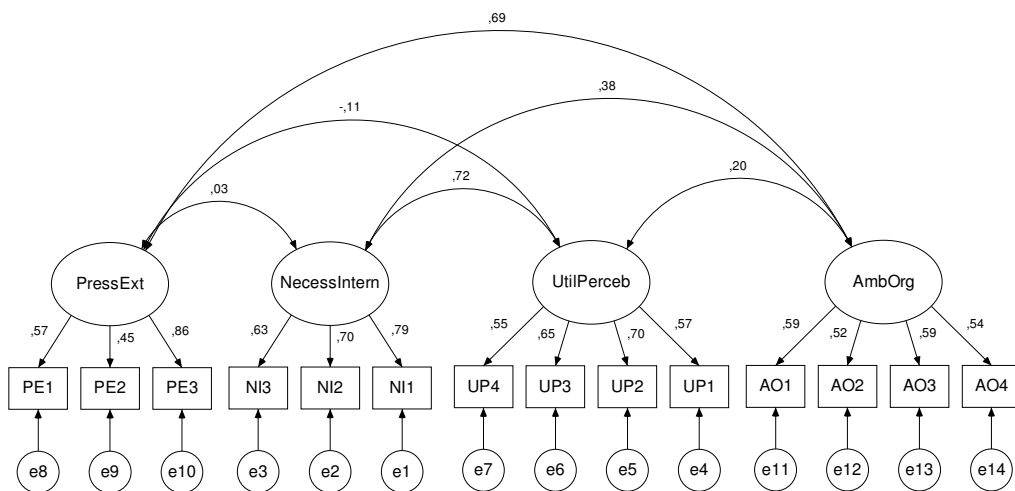 ,69
,38
-,11
,20
,72
,03
PressExt
NecessIntern
UtilPerceb
AmbOrg
,57
,45
,86
,63
,70
,79
,55
,65
,70
,57
,59
,52
,59
,54
PE1
PE2
PE3
NI3
NI2
NI1
UP4
UP3
UP2
UP1
AO1
AO2
AO3
AO4
e8
e9
e10
e3
e2
e1
e7
e6
e5
e4
e11
e12
e13
e14